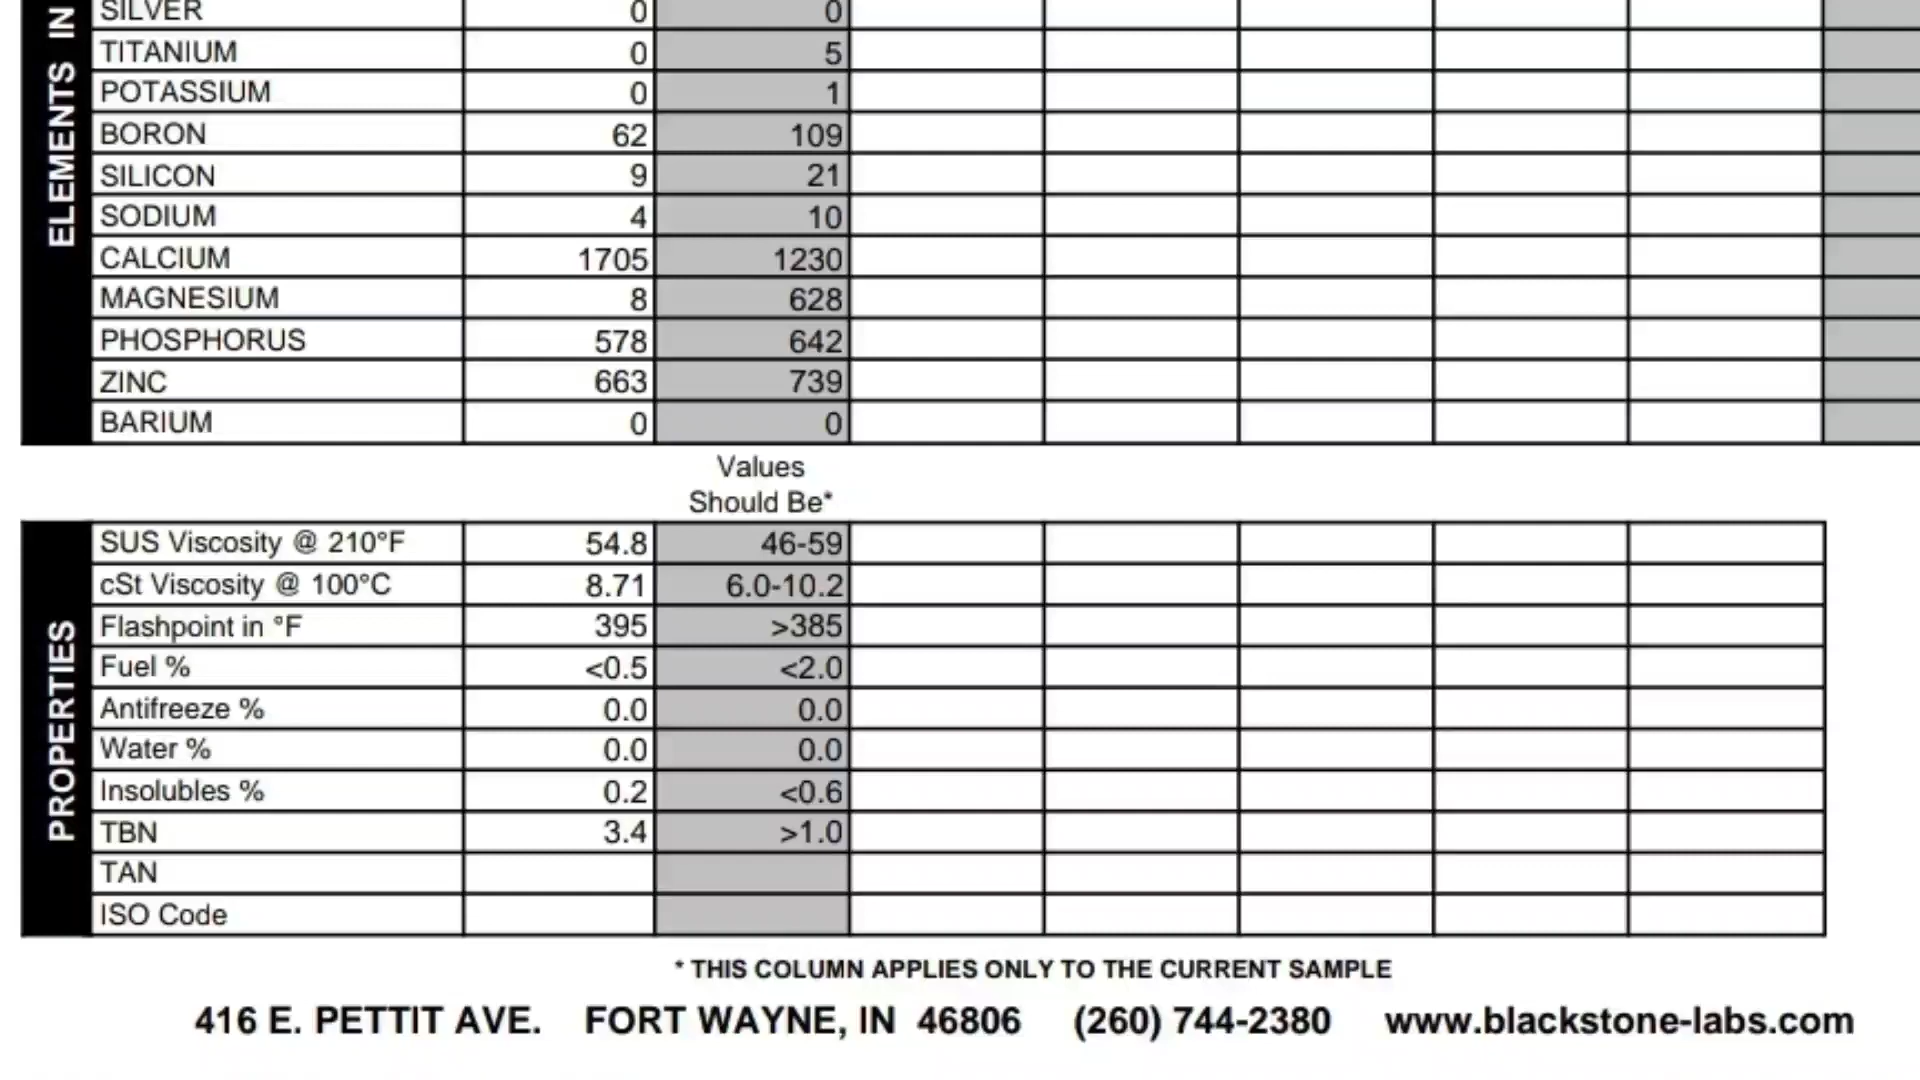 ELEMENTS IN
SILVER 0 0
TITANIUM 0 5
POTASSIUM 0 1
BORON 62 109
SILICON 9 21
SODIUM 4 10
CALCIUM 1705 1230
MAGNESIUM 8 628
PHOSPHORUS 578 642
ZINC 663 739
BARIUM 0 0
Values
Should Be*
PROPERTIES
SUS Viscosity @ 210°F 54.8 46-59
cSt Viscosity @ 100°C 8.71 6.0-10.2
Flashpoint in °F 395 >385
Fuel % <0.5 <2.0
Antifreeze % 0.0 0.0
Water % 0.0 0.0
Insolubles % 0.2 <0.6
TBN 3.4 >1.0
TAN
ISO Code
* THIS COLUMN APPLIES ONLY TO THE CURRENT SAMPLE
416 E. PETTIT AVE. FORT WAYNE, IN 46806 (260) 744-2380 www.blackstone-labs.com